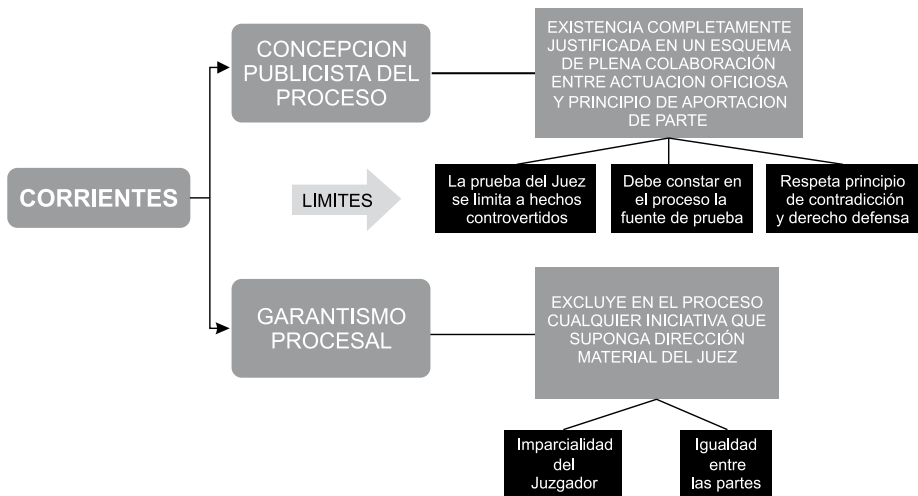 CORRIENTES
CONCEPCION
PUBLICISTA DEL
PROCESO
EXISTENCIA COMPLETAMENTE
JUSTIFICADA EN UN ESQUEMA
DE PLENA COLABORACIÓN
ENTRE ACTUACION OFICIOSA
Y PRINCIPIO DE APORTACION
DE PARTE
LÍMITES
La prueba del Juez
se limita a hechos
controvertidos
Debe constar en
el proceso la
fuente de prueba
Respeta principio
de contradicción
y derecho defensa
GARANTISMO
PROCESAL
EXCLUYE EN EL PROCESO
CUALQUIER INICIATIVA QUE
SUPONGA DIRECCIÓN
MATERIAL DEL JUEZ
Imparcialidad
del
Juzgador
Igualdad
entre
las partes